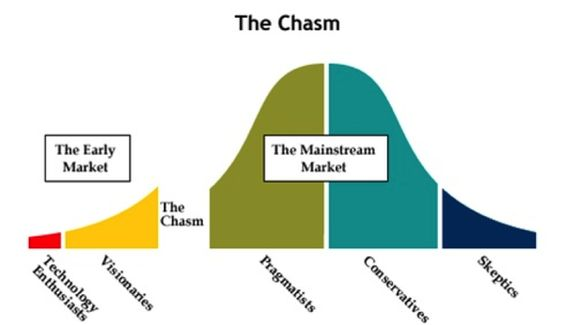 The Chasm
The Early
Market
The Mainstream
Market
The
Chasm
Technology
Enthusiasts
Visionaries
Pragmatists
Conservatives
Skeptics